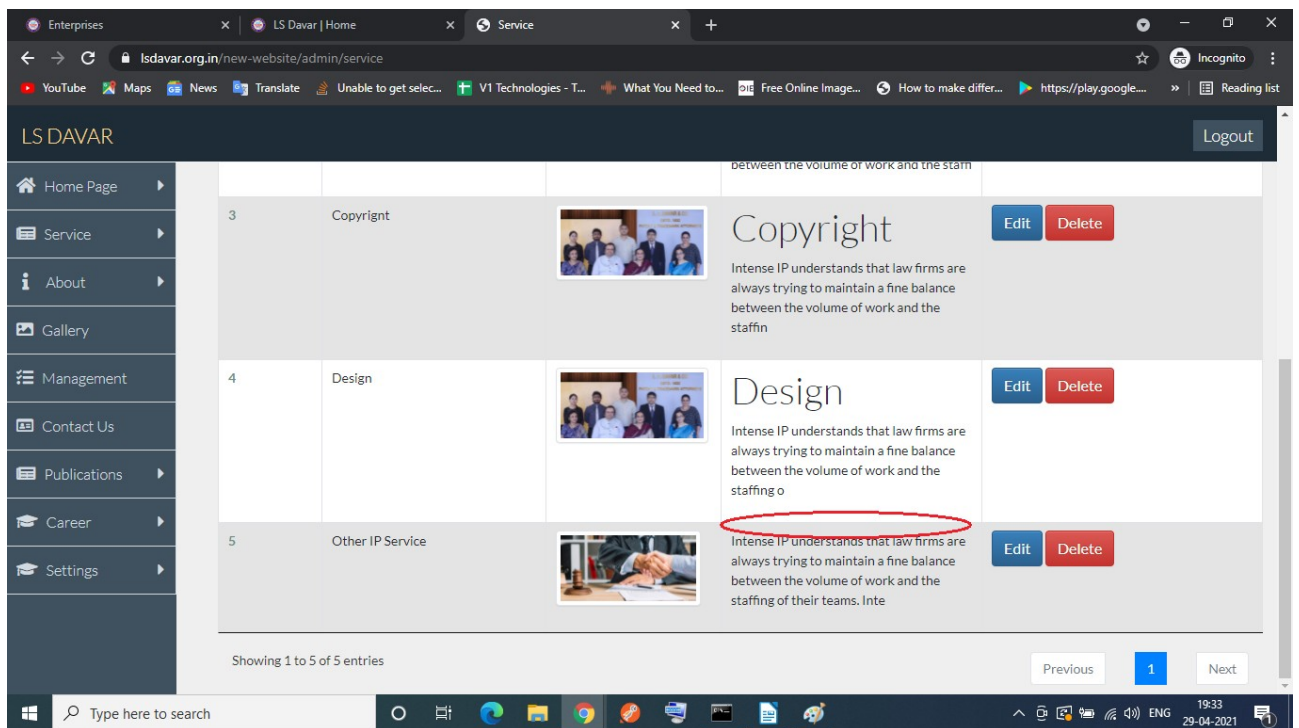 Enterprises
LS Davar | Home
Service
lsdavar.org.in/new-website/admin/service
Incognito
YouTube
Maps
News
Translate
Unable to get selec...
V1 Technologies - T...
What You Need to...
Free Online Image...
How to make differ...
https://play.google....
»
Reading list
LS DAVAR
Logout
Home Page
Service
About
Gallery
Management
Contact Us
Publications
Career
Settings
between the volume of work and the staffi
3
Copyrignt
Copyright
Intense IP understands that law firms are
always trying to maintain a fine balance
between the volume of work and the
staffin
Edit
Delete
4
Design
Design
Intense IP understands that law firms are
always trying to maintain a fine balance
between the volume of work and the
staffing o
Edit
Delete
5
Other IP Service
Intense IP understands that law firms are
always trying to maintain a fine balance
between the volume of work and the
staffing of their teams. Inte
Edit
Delete
Showing 1 to 5 of 5 entries
Previous
1
Next
Type here to search
ENG
19:33
29-04-2021